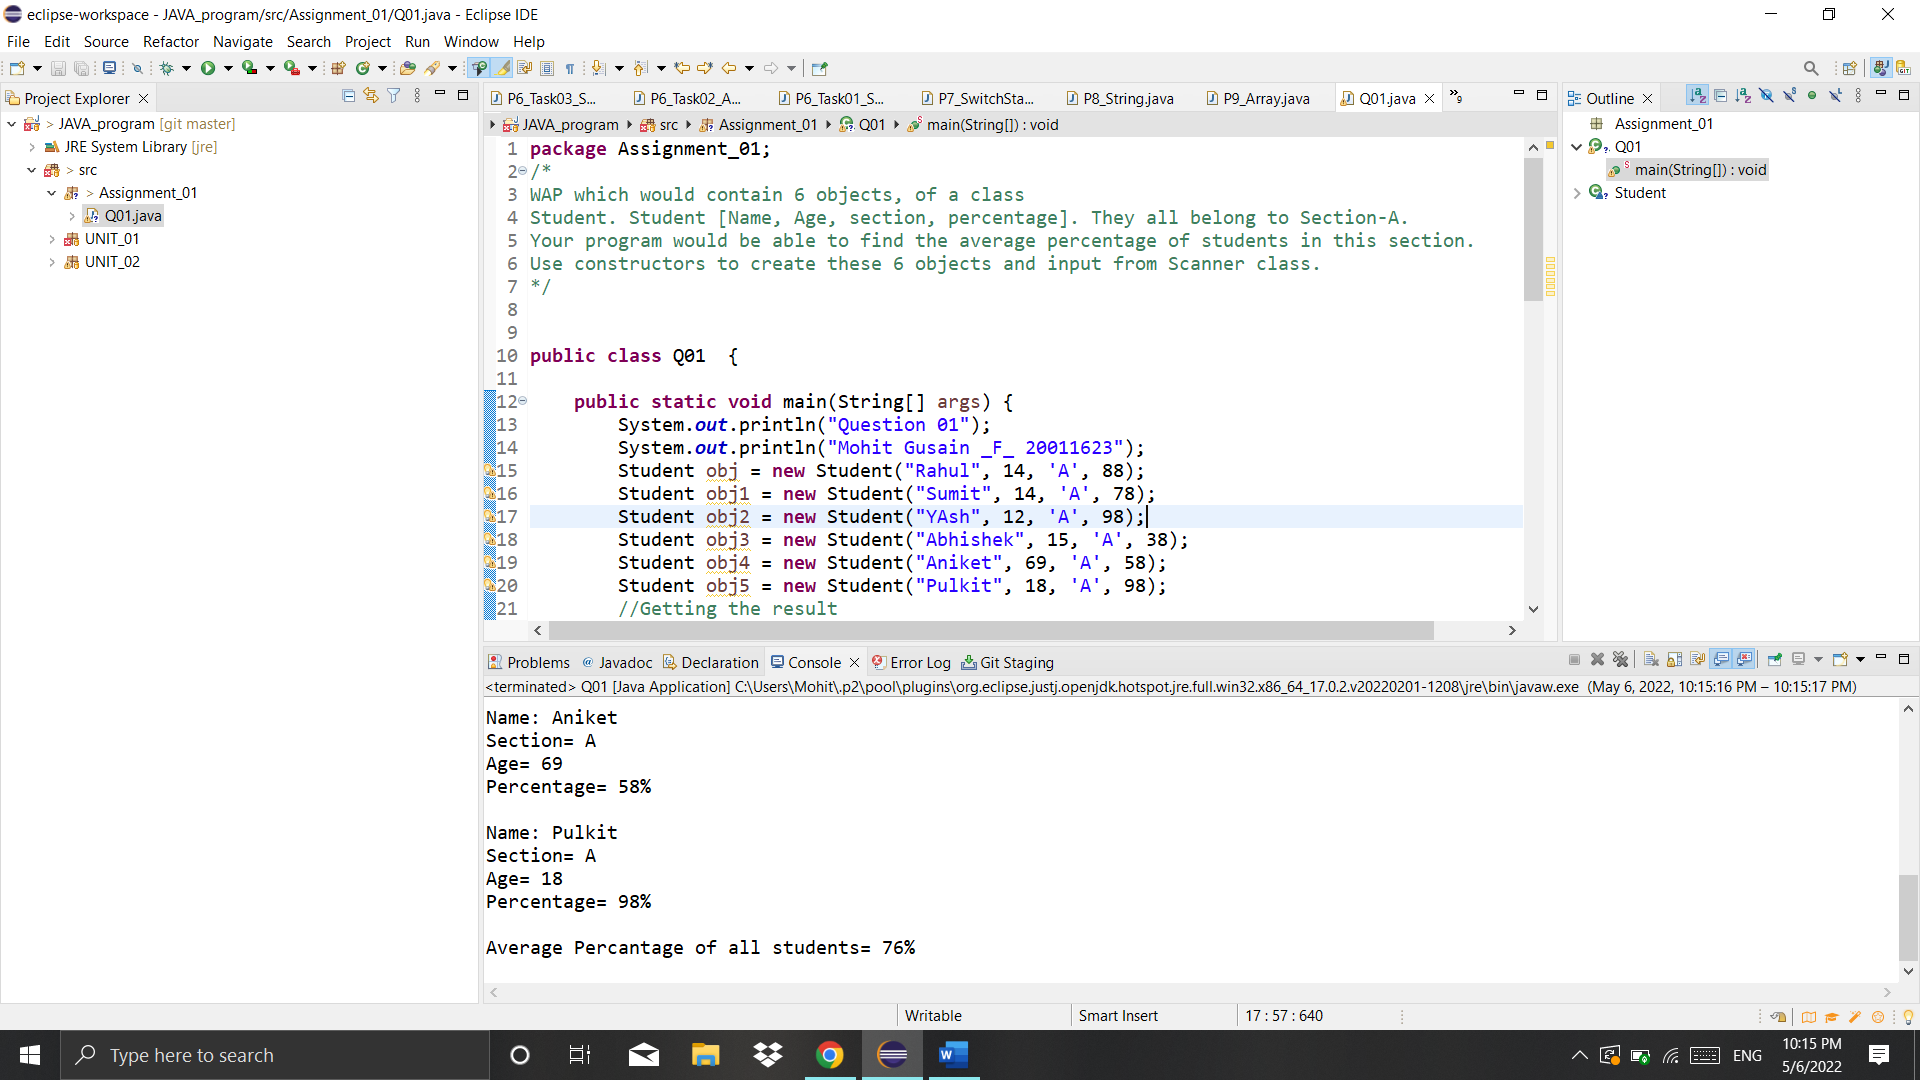 eclipse-workspace - JAVA_program/src/Assignment_01/Q01.java - Eclipse IDE
File Edit Source Refactor Navigate Search Project Run Window Help
Project Explorer
JAVA_program [git master]
JRE System Library [jre]
src
Assignment_01
Q01.java
UNIT_01
UNIT_02
P6_Task03_S... P6_Task02_A... P6_Task01_S... P7_SwitchSta... P8_String.java P9_Array.java Q01.java »9
JAVA_program src Assignment_01 Q01 main(String[]) : void
1 package Assignment_01;
2 /*
3 WAP which would contain 6 objects, of a class
4 Student. Student [Name, Age, section, percentage]. They all belong to Section-A.
5 Your program would be able to find the average percentage of students in this section.
6 Use constructors to create these 6 objects and input from Scanner class.
7 */
8
9
10 public class Q01  {
11
12 public static void main(String[] args) {
13 System.out.println("Question 01");
14 System.out.println("Mohit Gusain _F_ 20011623");
15 Student obj = new Student("Rahul", 14, 'A', 88);
16 Student obj1 = new Student("Sumit", 14, 'A', 78);
17 Student obj2 = new Student("YAsh", 12, 'A', 98);
18 Student obj3 = new Student("Abhishek", 15, 'A', 38);
19 Student obj4 = new Student("Aniket", 69, 'A', 58);
20 Student obj5 = new Student("Pulkit", 18, 'A', 98);
21 //Getting the result
Outline
Assignment_01
Q01
main(String[]) : void
Student
Problems @ Javadoc Declaration Console Error Log Git Staging
<terminated> Q01 [Java Application] C:\Users\Mohit\.p2\pool\plugins\org.eclipse.justj.openjdk.hotspot.jre.full.win32.x86_64_17.0.2.v20220201-1208\jre\bin\javaw.exe (May 6, 2022, 10:15:16 PM – 10:15:17 PM)
Name: Aniket
Section= A
Age= 69
Percentage= 58%
Name: Pulkit
Section= A
Age= 18
Percentage= 98%
Average Percantage of all students= 76%
Writable Smart Insert 17 : 57 : 640
Type here to search
ENG
10:15 PM
5/6/2022